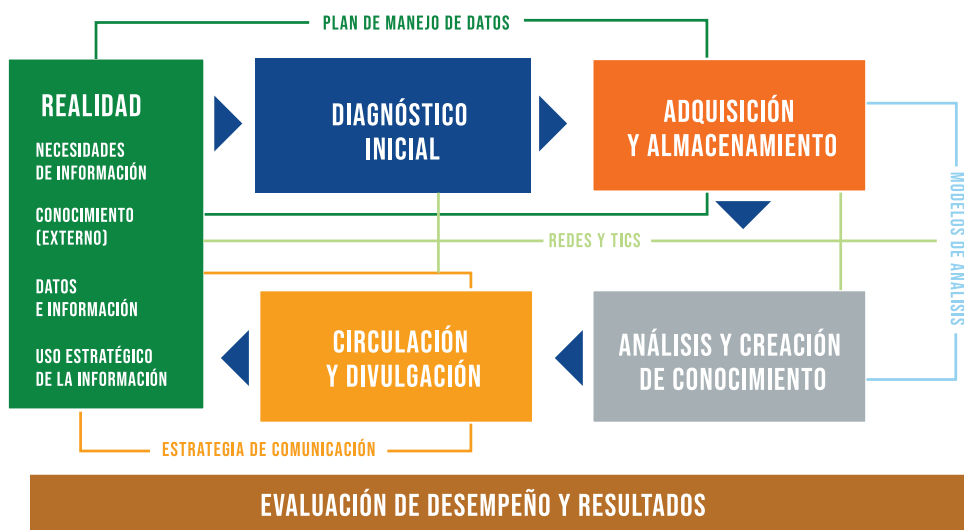 PLAN DE MANEJO DE DATOS
REALIDAD
NECESIDADES
DE INFORMACIÓN
CONOCIMIENTO
(EXTERNO)
DATOS
E INFORMACIÓN
USO ESTRATÉGICO
DE LA INFORMACIÓN
DIAGNÓSTICO
INICIAL
ADQUISICIÓN
Y ALMACENAMIENTO
MODELOS DE ANALISIS
REDES Y TICS
CIRCULACIÓN
Y DIVULGACIÓN
ANÁLISIS Y CREACIÓN
DE CONOCIMIENTO
ESTRATEGIA DE COMUNICACIÓN
EVALUACIÓN DE DESEMPEÑO Y RESULTADOS